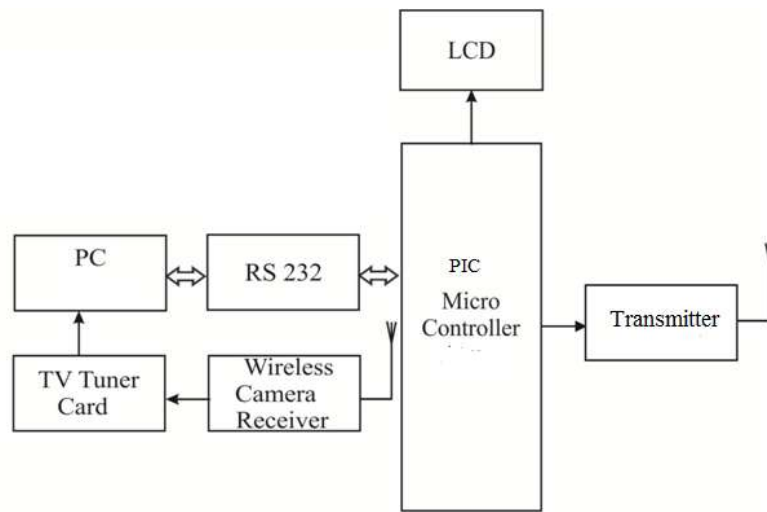 LCD
PC
RS 232
PIC
Micro
Controller
Transmitter
TV Tuner
Card
Wireless
Camera
Receiver